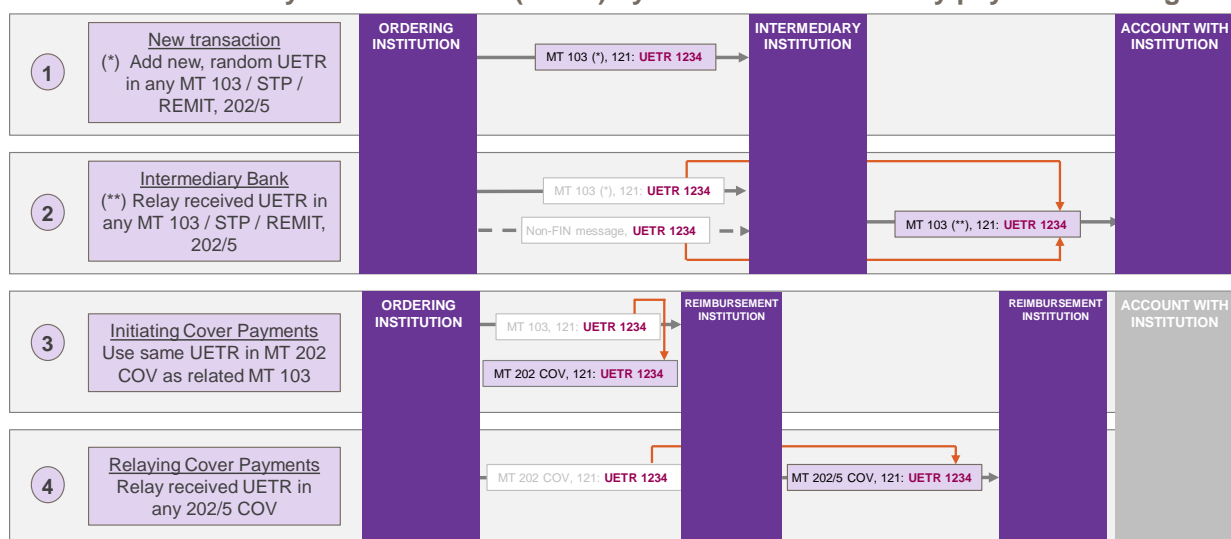 ORDERING
INSTITUTION
INTERMEDIARY
INSTITUTION
ACCOUNT WITH
INSTITUTION
1
New transaction
(*) Add new, random UETR
in any MT 103 / STP /
REMIT, 202/5
MT 103 (*), 121: UETR 1234
2
Intermediary Bank
(**) Relay received UETR in
any MT 103 / STP / REMIT,
202/5
MT 103 (*), 121: UETR 1234
Non-FIN message, UETR 1234
MT 103 (**), 121: UETR 1234
ORDERING
INSTITUTION
REIMBURSEMENT
INSTITUTION
REIMBURSEMENT
INSTITUTION
ACCOUNT WITH
INSTITUTION
3
Initiating Cover Payments
Use same UETR in MT 202
COV as related MT 103
MT 103, 121: UETR 1234
MT 202 COV, 121: UETR 1234
4
Relaying Cover Payments
Relay received UETR in
any 202/5 COV
MT 202 COV, 121: UETR 1234
MT 202/5 COV, 121: UETR 1234